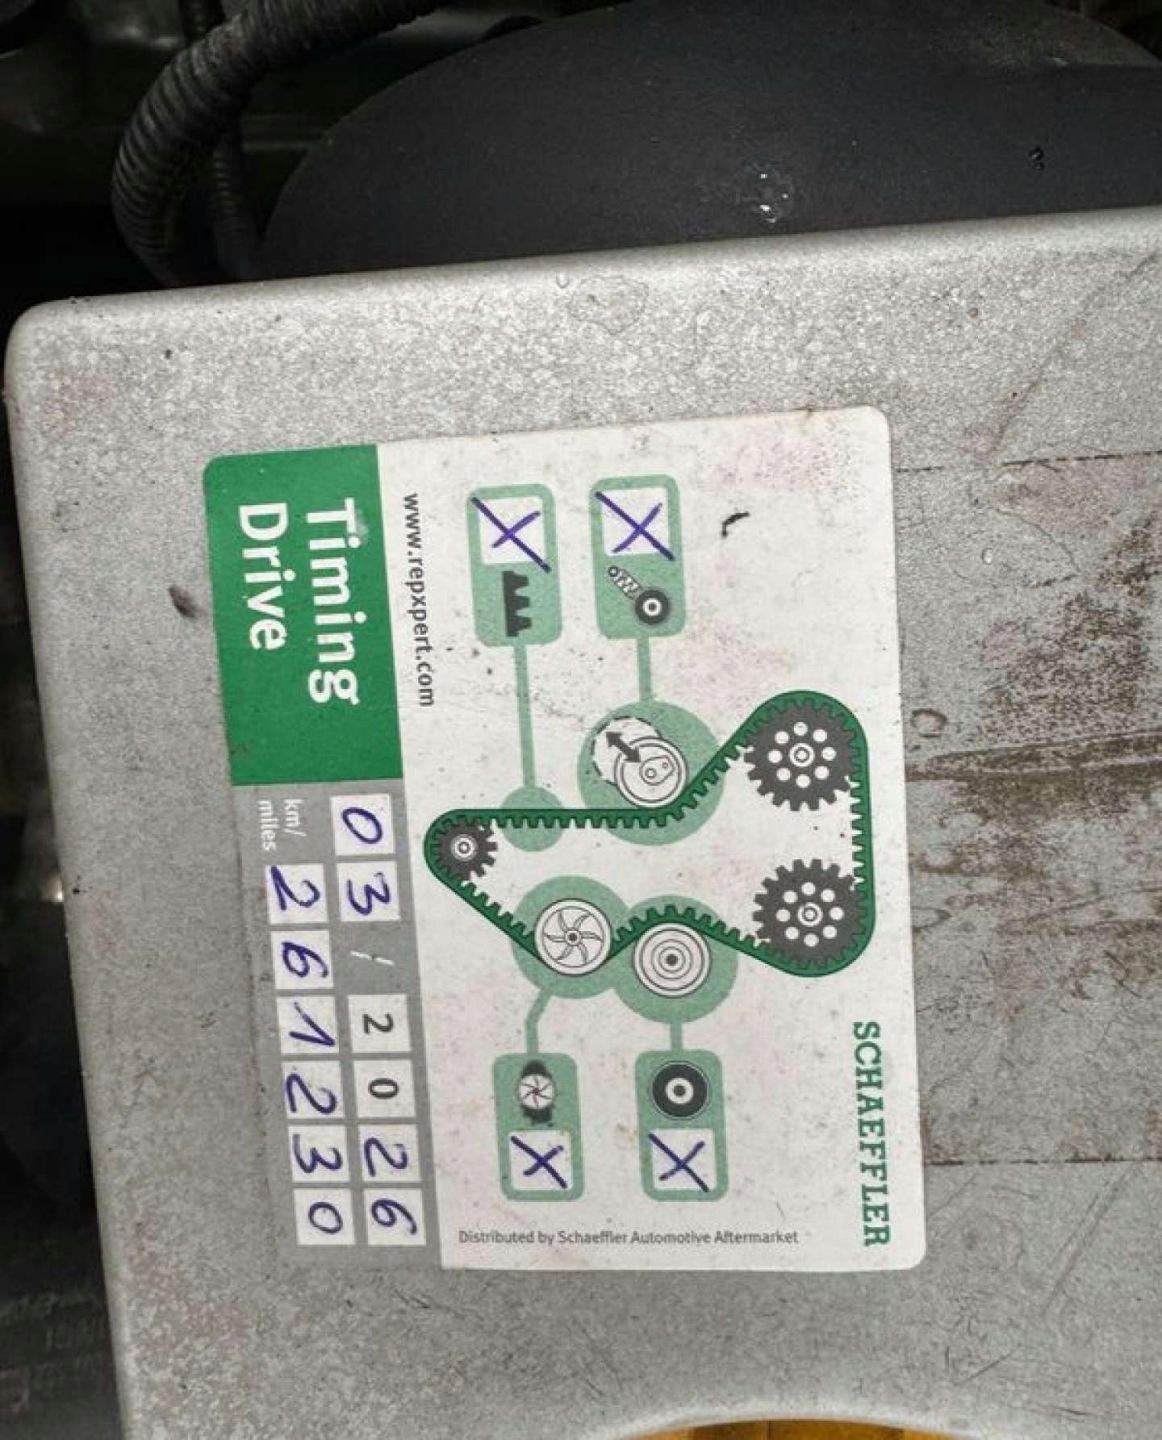 SCHAEFFLER
www.repxpert.com
Timing
Drive
03/2026
km/
miles
261230
Distributed by Schaeffler Automotive Aftermarket